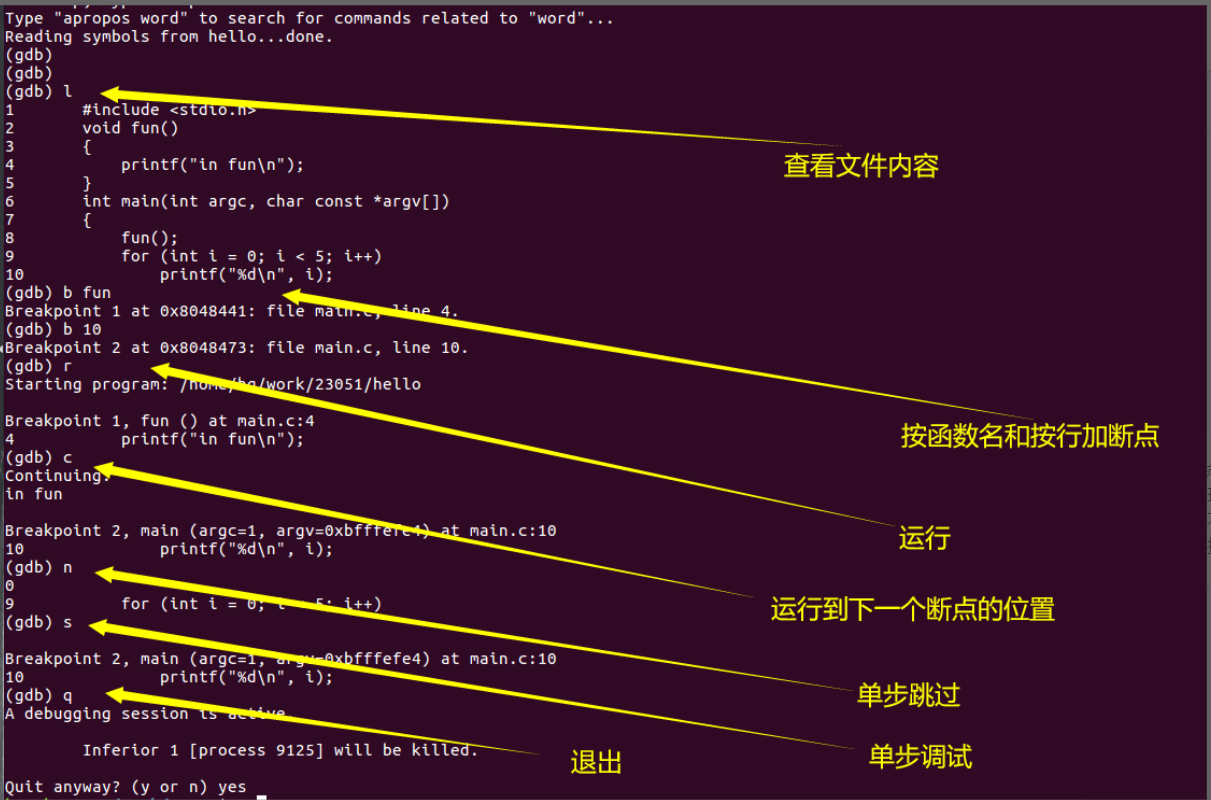 Type "apropos word" to search for commands related to "word"...
Reading symbols from hello...done.
(gdb)
(gdb)
(gdb) l
1 #include <stdio.h>
2 void fun()
3 {
4 printf("in fun\n");
5 }
6 int main(int argc, char const *argv[])
7 {
8 fun();
9 for (int i = 0; i < 5; i++)
10 printf("%d\n", i);
(gdb) b fun
Breakpoint 1 at 0x8048441: file main.c, line 4.
(gdb) b 10
Breakpoint 2 at 0x8048473: file main.c, line 10.
(gdb) r
Starting program: /home/hq/work/23051/hello
Breakpoint 1, fun () at main.c:4
4 printf("in fun\n");
(gdb) c
Continuing.
in fun
Breakpoint 2, main (argc=1, argv=0xbfffefe4) at main.c:10
10 printf("%d\n", i);
(gdb) n
0
9 for (int i = 0; i < 5; i++)
(gdb) s
Breakpoint 2, main (argc=1, argv=0xbfffefe4) at main.c:10
10 printf("%d\n", i);
(gdb) q
A debugging session is active.
Inferior 1 [process 9125] will be killed.
Quit anyway? (y or n) yes
查看文件内容
按函数名和按行加断点
运行
运行到下一个断点的位置
单步跳过
单步调试
退出